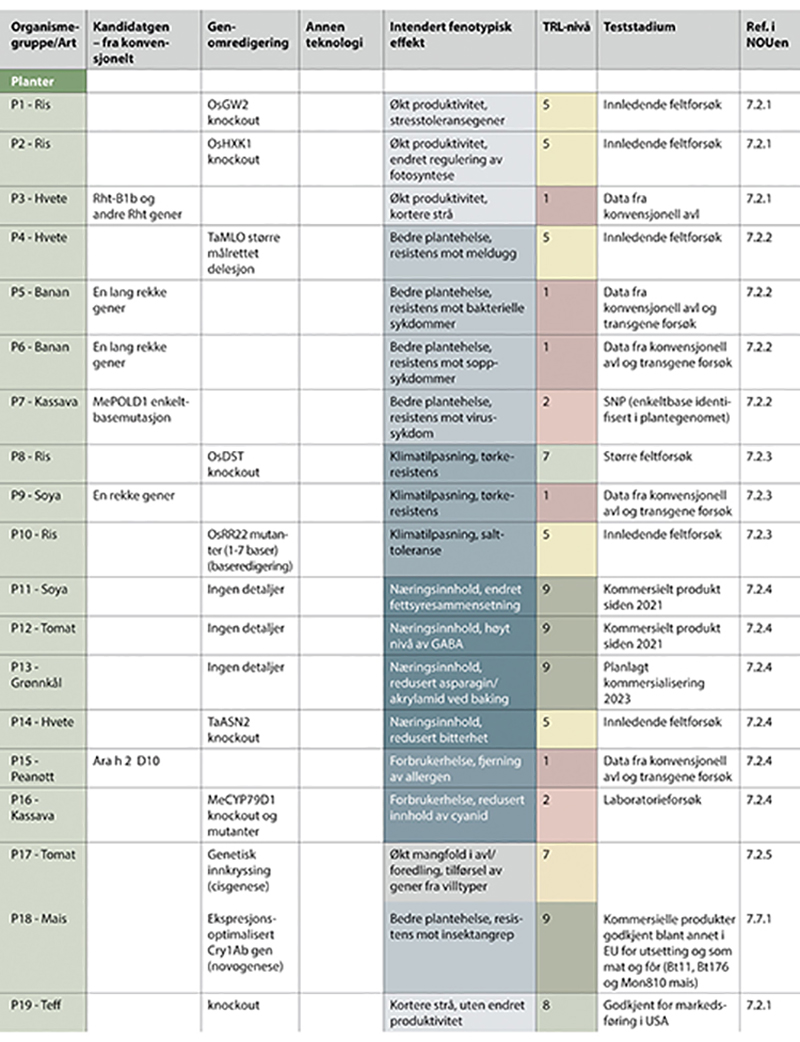 Organisme-
gruppe/Art
Kandidatgen
– fra konven-
sjonelt
Gen-
omredigering
Annen
teknologi
Intendert fenotypisk
effekt
TRL-nivå
Teststadium
Ref. i
NOUen
Planter
P1 - Ris
OsGW2
knockout
Økt produktivitet,
stresstoleransegener
5
Innledende feltforsøk
7.2.1
P2 - Ris
OsHXK1
knockout
Økt produktivitet,
endret regulering av
fotosyntese
5
Innledende feltforsøk
7.2.1
P3 - Hvete
Rht-B1b og
andre Rht gener
Økt produktivitet,
kortere strå
1
Data fra
konvensjonell avl
7.2.1
P4 - Hvete
TaMLO større
målrettet
delesjon
Bedre plantehelse,
resistens mot meldugg
5
Innledende feltforsøk
7.2.2
P5 - Banan
En lang rekke
gener
Bedre plantehelse,
resistens mot bakterielle
sykdommer
1
Data fra
konvensjonell avl og
transgene forsøk
7.2.2
P6 - Banan
En lang rekke
gener
Bedre plantehelse,
resistens mot sopp-
sykdommer
1
Data fra konvensjonell
avl og transgene forsøk
7.2.2
P7 - Kassava
MePOLD1 enkelt-
basemutasjon
Bedre plantehelse,
resistens mot virus-
sykdom
2
SNP (enkeltbase identi-
fisert i plantegenomet)
7.2.2
P8 - Ris
OsDST
knockout
Klimatilpasning, tørke-
resistens
7
Større feltforsøk
7.2.3
P9 - Soya
En rekke gener
Klimatilpasning, tørke-
resistens
1
Data fra konvensjonell
avl og transgene forsøk
7.2.3
P10 - Ris
OsRR22 mutan-
ter (1-7 baser)
(baseredigering)
Klimatilpasning, salt-
toleranse
5
Innledende feltforsøk
7.2.3
P11 - Soya
Ingen detaljer
Næringsinnhold, endret
fettsyresammensetning
9
Kommersielt produkt
siden 2021
7.2.4
P12 - Tomat
Ingen detaljer
Næringsinnhold, høyt
nivå av GABA
9
Kommersielt produkt
siden 2021
7.2.4
P13 -
Grønnkål
Ingen detaljer
Næringsinnhold,
redusert asparagin/
akrylamid ved baking
9
Planlagt
kommersialisering
2023
7.2.4
P14 - Hvete
TaASN2
knockout
Næringsinnhold,
redusert bitterhet
5
Innledende feltforsøk
7.2.4
P15 -
Peanøtt
Ara h 2 D10
Forbrukerhelse, fjerning
av allergen
1
Data fra konvensjonell
avl og transgene forsøk
7.2.4
P16 -
Kassava
MeCYP79D1
knockout og
mutanter
Forbrukerhelse, redusert
innhold av cyanid
2
Laboratorieforsøk
7.2.4
P17 - Tomat
Genetisk
innkryssing
(cisgenese)
Økt mangfold i avl/
foredling, tilførsel av
gener fra villtyper
7
7.2.5
P18 - Mais
Ekspresjons-
optimalisert
Cry1Ab gen
(novogenese)
Bedre plantehelse, resis-
tens mot insektangrep
9
Kommersielle produkter
godkjent blant annet i
EU for utsetting og som
mat og fôr (Bt11, Bt176
og Mon810 mais)
7.7.1
P19 - Teff
knockout
Kortere strå, uten endret
produktivitet
8
Godkjent for markeds-
føring i USA
7.2.1